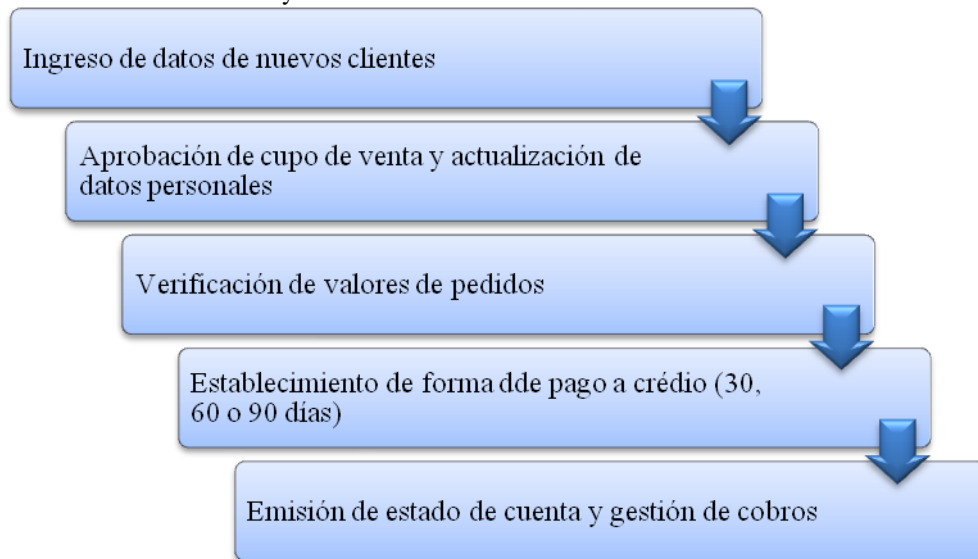 y
Ingreso de datos de nuevos clientes
Aprobación de cupo de venta y actualización de
datos personales
Verificación de valores de pedidos
Establecimiento de forma dde pago a crédio (30,
60 o 90 días)
Emisión de estado de cuenta y gestión de cobros